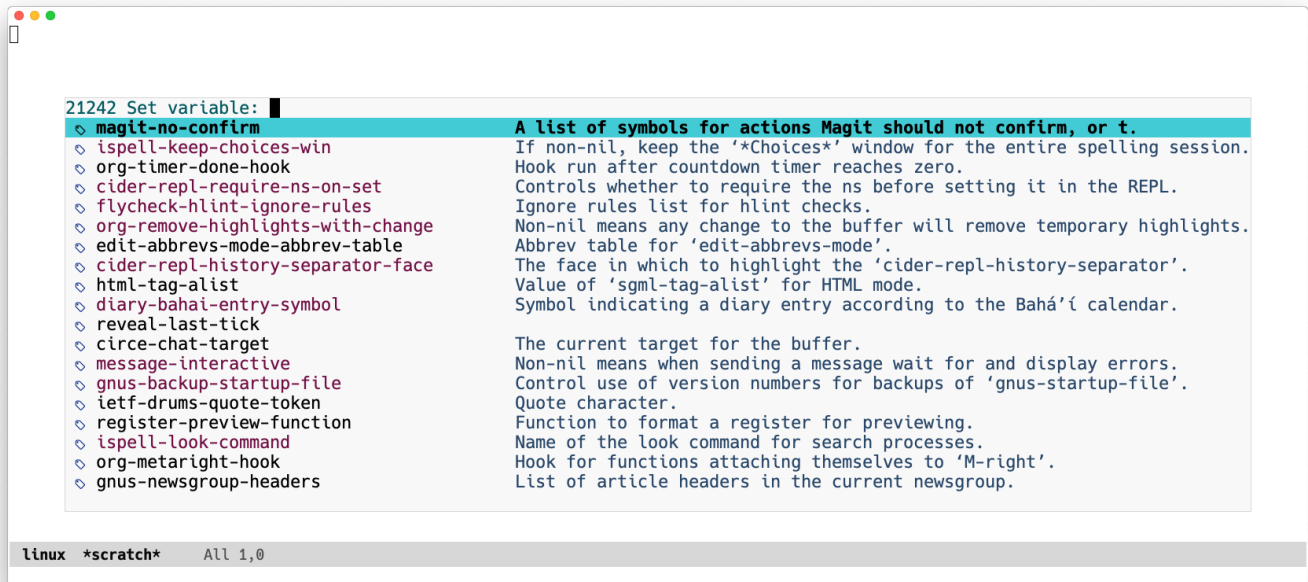 21242 Set variable:
magit-no-confirm A list of symbols for actions Magit should not confirm, or t.
ispell-keep-choices-win If non-nil, keep the ‘*Choices*’ window for the entire spelling session.
org-timer-done-hook Hook run after countdown timer reaches zero.
cider-repl-require-ns-on-set Controls whether to require the ns before setting it in the REPL.
flycheck-hlint-ignore-rules Ignore rules list for hlint checks.
org-remove-highlights-with-change Non-nil means any change to the buffer will remove temporary highlights.
edit-abbrevs-mode-abbrev-table Abbrev table for ‘edit-abbrevs-mode’.
cider-repl-history-separator-face The face in which to highlight the ‘cider-repl-history-separator’.
html-tag-alist Value of ‘sgml-tag-alist’ for HTML mode.
diary-bahai-entry-symbol Symbol indicating a diary entry according to the Bahá’í calendar.
reveal-last-tick
circe-chat-target The current target for the buffer.
message-interactive Non-nil means when sending a message wait for and display errors.
gnus-backup-startup-file Control use of version numbers for backups of ‘gnus-startup-file’.
ietf-drums-quote-token Quote character.
register-preview-function Function to format a register for previewing.
ispell-look-command Name of the look command for search processes.
org-metaright-hook Hook for functions attaching themselves to ‘M-right’.
gnus-newsgroup-headers List of article headers in the current newsgroup.
linux *scratch* All 1,0